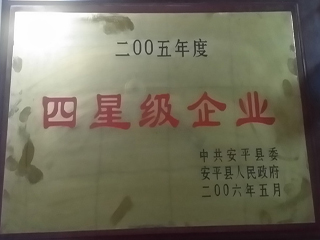 二00五年度
四星级企业
中共安平县委
安平县人民政府
二00六年五月